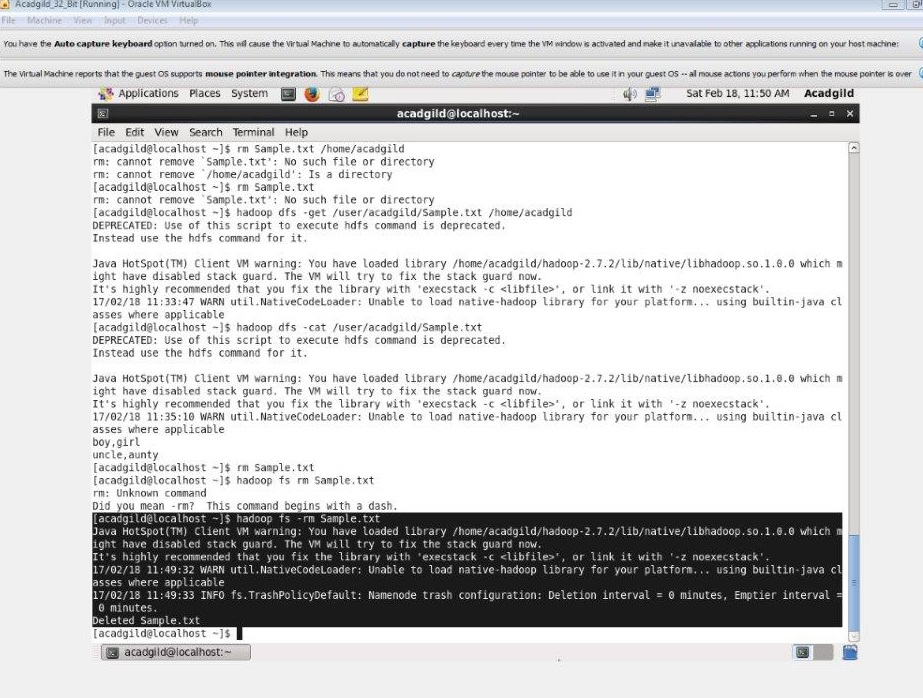 Acadgild_32_Bit [Running] - Oracle VM VirtualBox
File Machine View Input Devices Help
You have the Auto capture keyboard option turned on. This will cause the Virtual Machine to automatically capture the keyboard every time the VM window is activated and make it unavailable to other applications running on your host machine:
The Virtual Machine reports that the guest OS supports mouse pointer integration. This means that you do not need to capture the mouse pointer to be able to use it in your guest OS -- all mouse actions you perform when the mouse pointer is over
Applications Places System Sat Feb 18, 11:50 AM Acadgild
acadgild@localhost:~
File Edit View Search Terminal Help
[acadgild@localhost ~]$ rm Sample.txt /home/acadgild
rm: cannot remove `Sample.txt': No such file or directory
rm: cannot remove `/home/acadgild': Is a directory
[acadgild@localhost ~]$ rm Sample.txt
rm: cannot remove `Sample.txt': No such file or directory
[acadgild@localhost ~]$ hadoop dfs -get /user/acadgild/Sample.txt /home/acadgild
DEPRECATED: Use of this script to execute hdfs command is deprecated.
Instead use the hdfs command for it.
Java HotSpot(TM) Client VM warning: You have loaded library /home/acadgild/hadoop-2.7.2/lib/native/libhadoop.so.1.0.0 which m
ight have disabled stack guard. The VM will try to fix the stack guard now.
It's highly recommended that you fix the library with 'execstack -c <libfile>', or link it with '-z noexecstack'.
17/02/18 11:33:47 WARN util.NativeCodeLoader: Unable to load native-hadoop library for your platform... using builtin-java cl
asses where applicable
[acadgild@localhost ~]$ hadoop dfs -cat /user/acadgild/Sample.txt
DEPRECATED: Use of this script to execute hdfs command is deprecated.
Instead use the hdfs command for it.
Java HotSpot(TM) Client VM warning: You have loaded library /home/acadgild/hadoop-2.7.2/lib/native/libhadoop.so.1.0.0 which m
ight have disabled stack guard. The VM will try to fix the stack guard now.
It's highly recommended that you fix the library with 'execstack -c <libfile>', or link it with '-z noexecstack'.
17/02/18 11:35:10 WARN util.NativeCodeLoader: Unable to load native-hadoop library for your platform... using builtin-java cl
asses where applicable
boy,girl
uncle,aunty
[acadgild@localhost ~]$ rm Sample.txt
[acadgild@localhost ~]$ hadoop fs rm Sample.txt
rm: Unknown command
Did you mean -rm? This command begins with a dash.
[acadgild@localhost ~]$ hadoop fs -rm Sample.txt
Java HotSpot(TM) Client VM warning: You have loaded library /home/acadgild/hadoop-2.7.2/lib/native/libhadoop.so.1.0.0 which m
ight have disabled stack guard. The VM will try to fix the stack guard now.
It's highly recommended that you fix the library with 'execstack -c <libfile>', or link it with '-z noexecstack'.
17/02/18 11:49:32 WARN util.NativeCodeLoader: Unable to load native-hadoop library for your platform... using builtin-java cl
asses where applicable
17/02/18 11:49:33 INFO fs.TrashPolicyDefault: Namenode trash configuration: Deletion interval = 0 minutes, Emptier interval =
0 minutes.
Deleted Sample.txt
[acadgild@localhost ~]$
acadgild@localhost:~